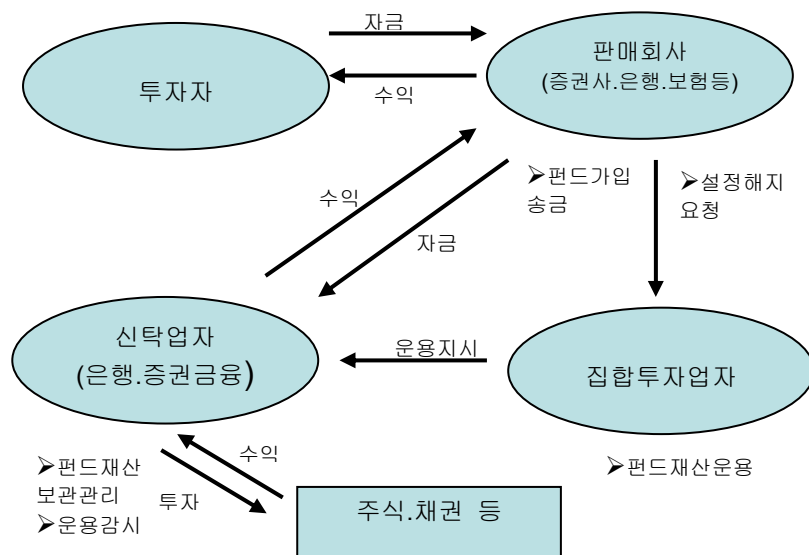 자금
판매회사
(증권사.은행.보험등)
투자자
수익
➢펀드가입
송금
➢설정해지
요청
수익
자금
신탁업자
(은행.증권금융)
운용지시
집합투자업자
➢펀드재산
보관관리
➢운용감시
수익
투자
➢펀드재산운용
주식.채권 등